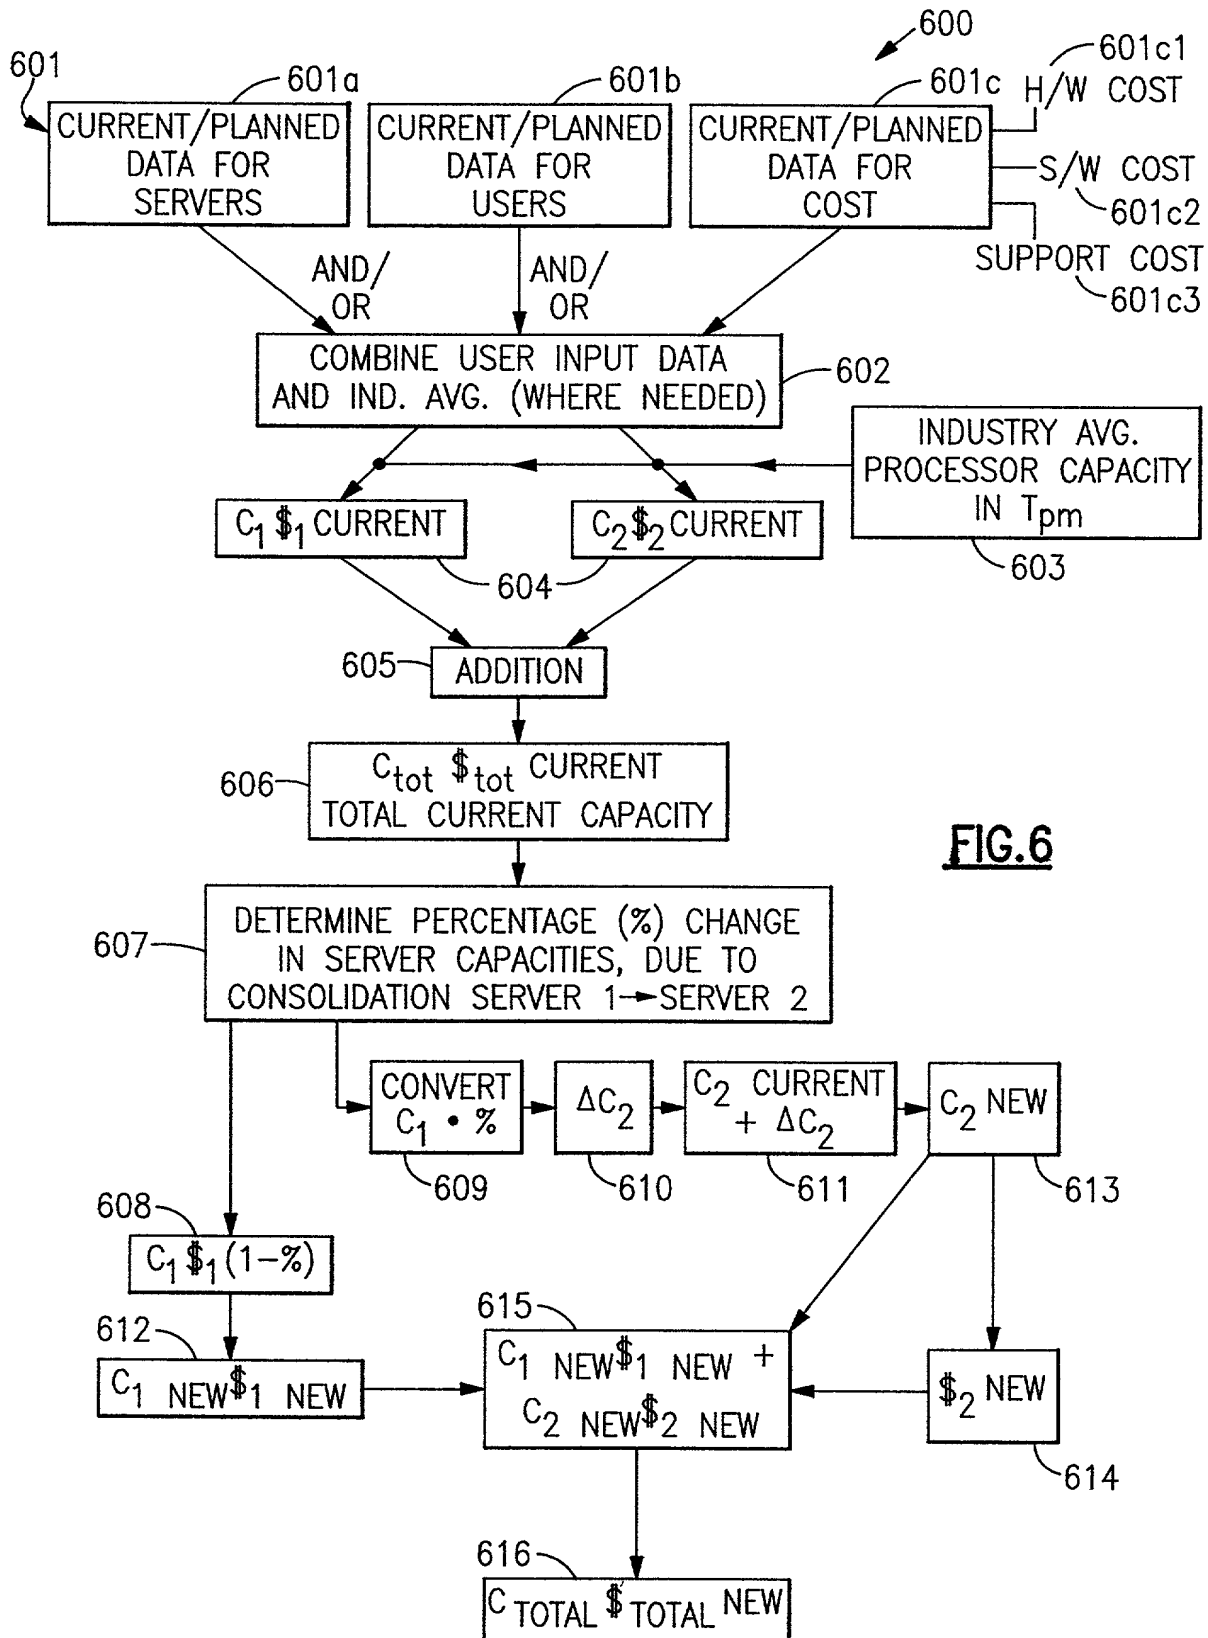 600
601
601a
601b
601c
601c1
H/W COST
CURRENT/PLANNED
DATA FOR
SERVERS
CURRENT/PLANNED
DATA FOR
USERS
CURRENT/PLANNED
DATA FOR
COST
S/W COST
601c2
SUPPORT COST
601c3
AND/
OR
AND/
OR
COMBINE USER INPUT DATA
AND IND. AVG. (WHERE NEEDED)
602
INDUSTRY AVG.
PROCESSOR CAPACITY
IN Tpm
603
C1 $1 CURRENT
C2 $2 CURRENT
604
605
ADDITION
606
Ctot $tot CURRENT
TOTAL CURRENT CAPACITY
FIG.6
607
DETERMINE PERCENTAGE (%) CHANGE
IN SERVER CAPACITIES, DUE TO
CONSOLIDATION SERVER 1→SERVER 2
CONVERT
C1 • %
609
ΔC2
610
C2 CURRENT
+ ΔC2
611
C2 NEW
613
608
C1 $1 (1–%)
612
C1 NEW $1 NEW
615
C1 NEW $1 NEW +
C2 NEW $2 NEW
$2 NEW
614
616
C TOTAL $ TOTAL NEW